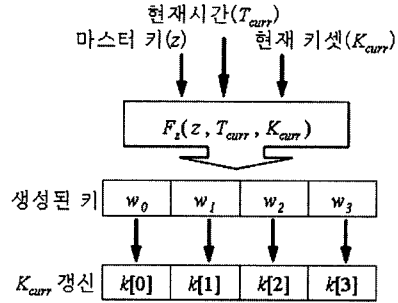 현재시간(T_curr)
마스터 키(z) 현재 키셋(K_curr)
F_z(z, T_curr, K_curr)
생성된 키 w_0 w_1 w_2 w_3
K_curr 갱신 k[0] k[1] k[2] k[3]